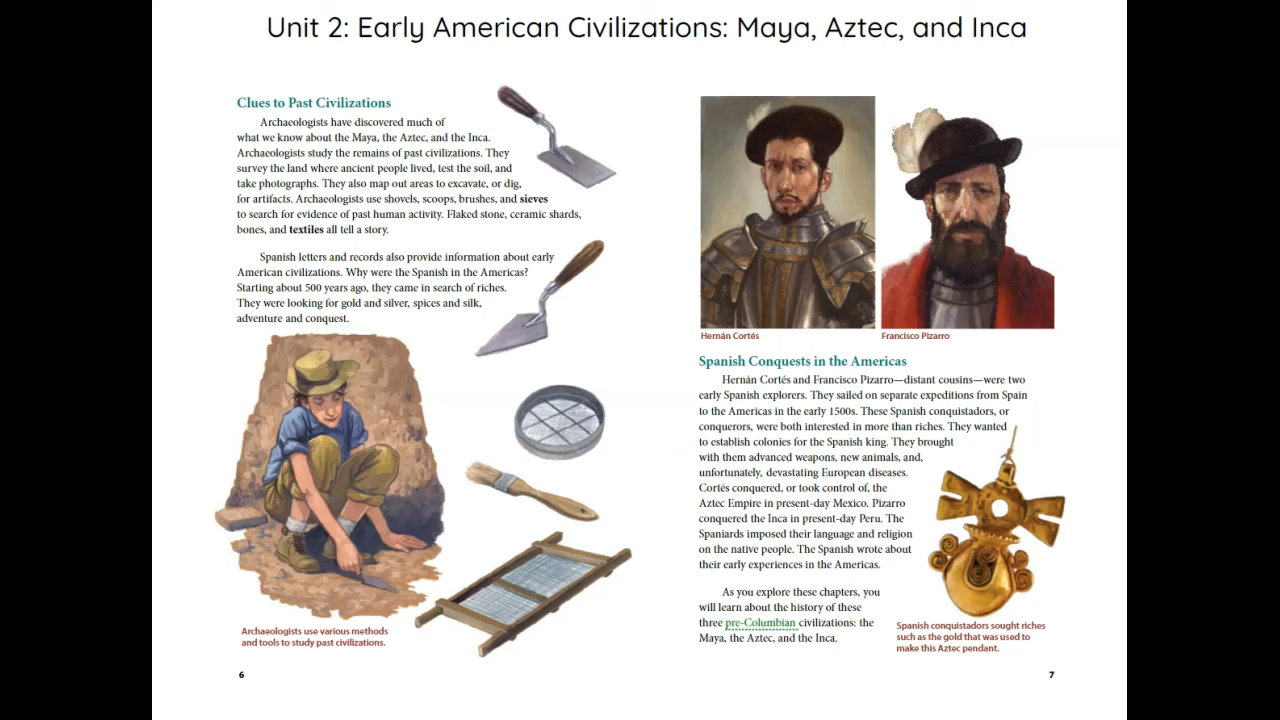 Unit 2: Early American Civilizations: Maya, Aztec, and Inca
Clues to Past Civilizations
Archaeologists have discovered much of
what we know about the Maya, the Aztec, and the Inca.
Archaeologists study the remains of past civilizations. They
survey the land where ancient people lived, test the soil, and
take photographs. They also map out areas to excavate, or dig,
for artifacts. Archaeologists use shovels, scoops, brushes, and sieves
to search for evidence of past human activity. Flaked stone, ceramic shards,
bones, and textiles all tell a story.
Spanish letters and records also provide information about early
American civilizations. Why were the Spanish in the Americas?
Starting about 500 years ago, they came in search of riches.
They were looking for gold and silver, spices and silk,
adventure and conquest.
Archaeologists use various methods
and tools to study past civilizations.
6
Hernán Cortés
Francisco Pizarro
Spanish Conquests in the Americas
Hernán Cortés and Francisco Pizarro—distant cousins—were two
early Spanish explorers. They sailed on separate expeditions from Spain
to the Americas in the early 1500s. These Spanish conquistadors, or
conquerors, were both interested in more than riches. They wanted
to establish colonies for the Spanish king. They brought
with them advanced weapons, new animals, and,
unfortunately, devastating European diseases.
Cortés conquered, or took control of, the
Aztec Empire in present-day Mexico. Pizarro
conquered the Inca in present-day Peru. The
Spaniards imposed their language and religion
on the native people. The Spanish wrote about
their early experiences in the Americas.
As you explore these chapters, you
will learn about the history of these
three pre-Columbian civilizations: the
Maya, the Aztec, and the Inca.
Spanish conquistadors sought riches
such as the gold that was used to
make this Aztec pendant.
7